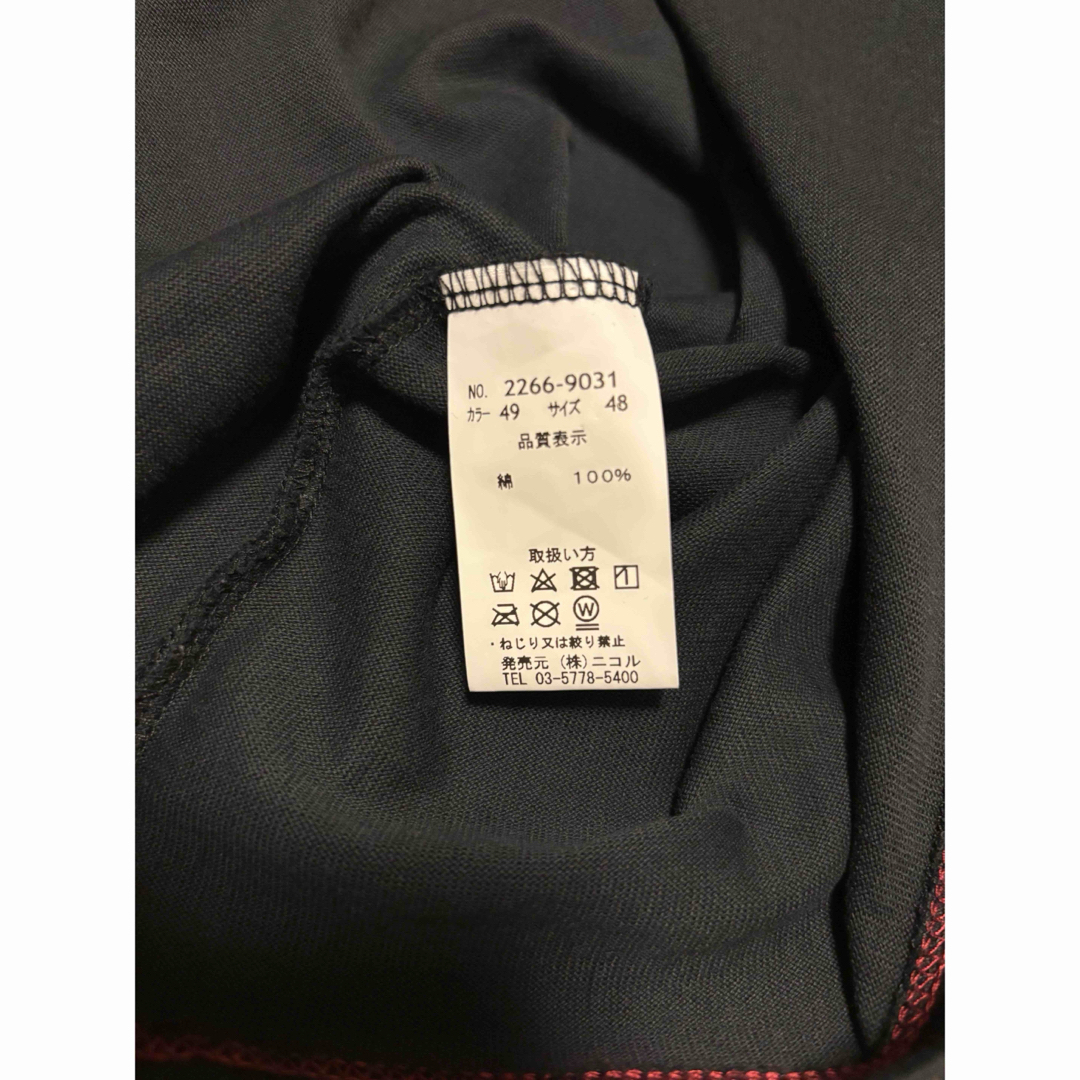 NO. 2266-9031
カラー 49 サイズ 48
品質表示
綿 100%
取扱い方
W
・ねじり又は絞り禁止
発売元 (株)ニコル
TEL 03-5778-5400